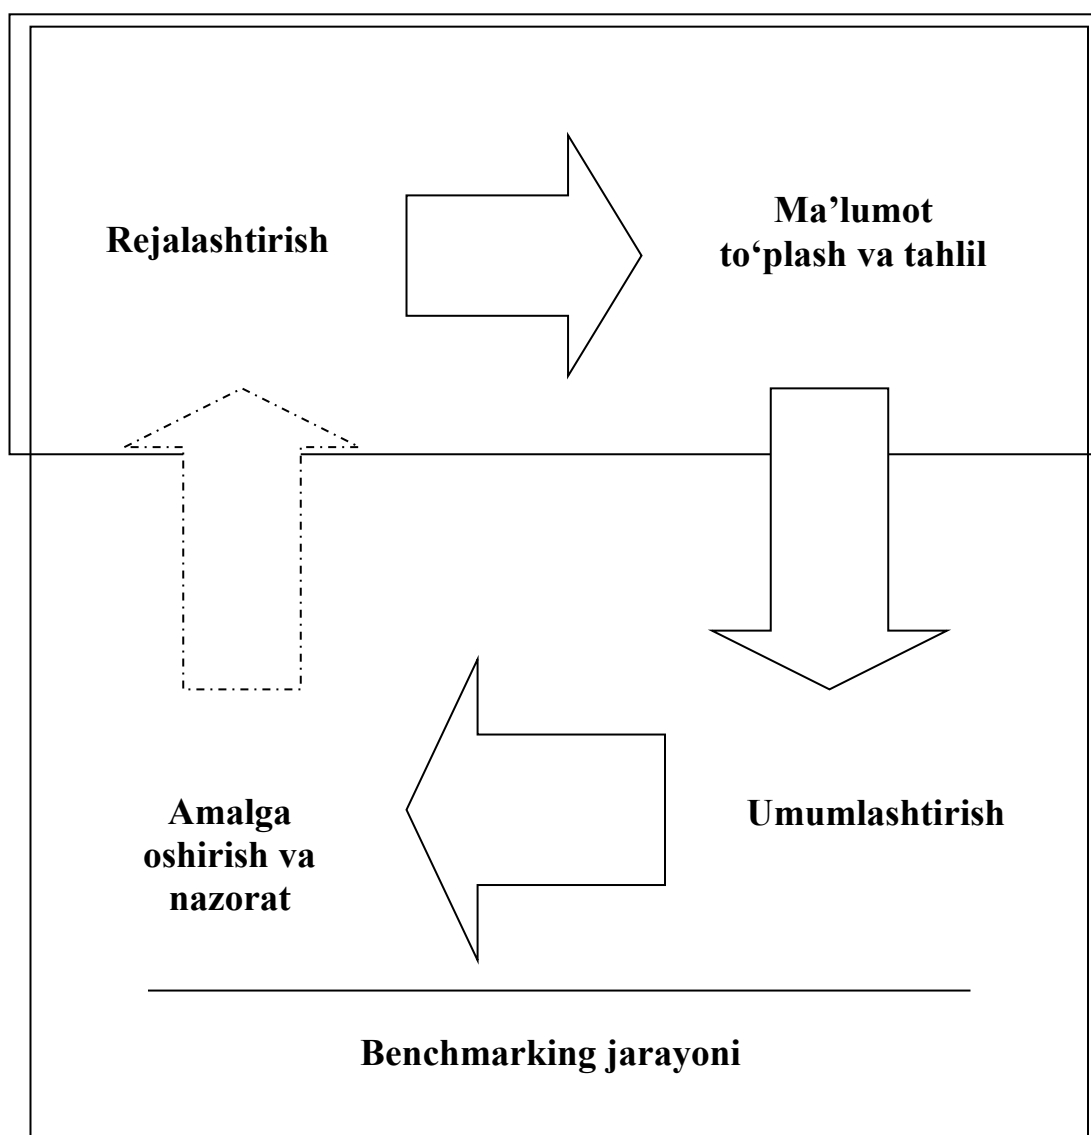 Rejalashtirish
Ma’lumot
to‘plash va tahlil
Umumlashtirish
Amalga
oshirish va
nazorat
Benchmarking jarayoni